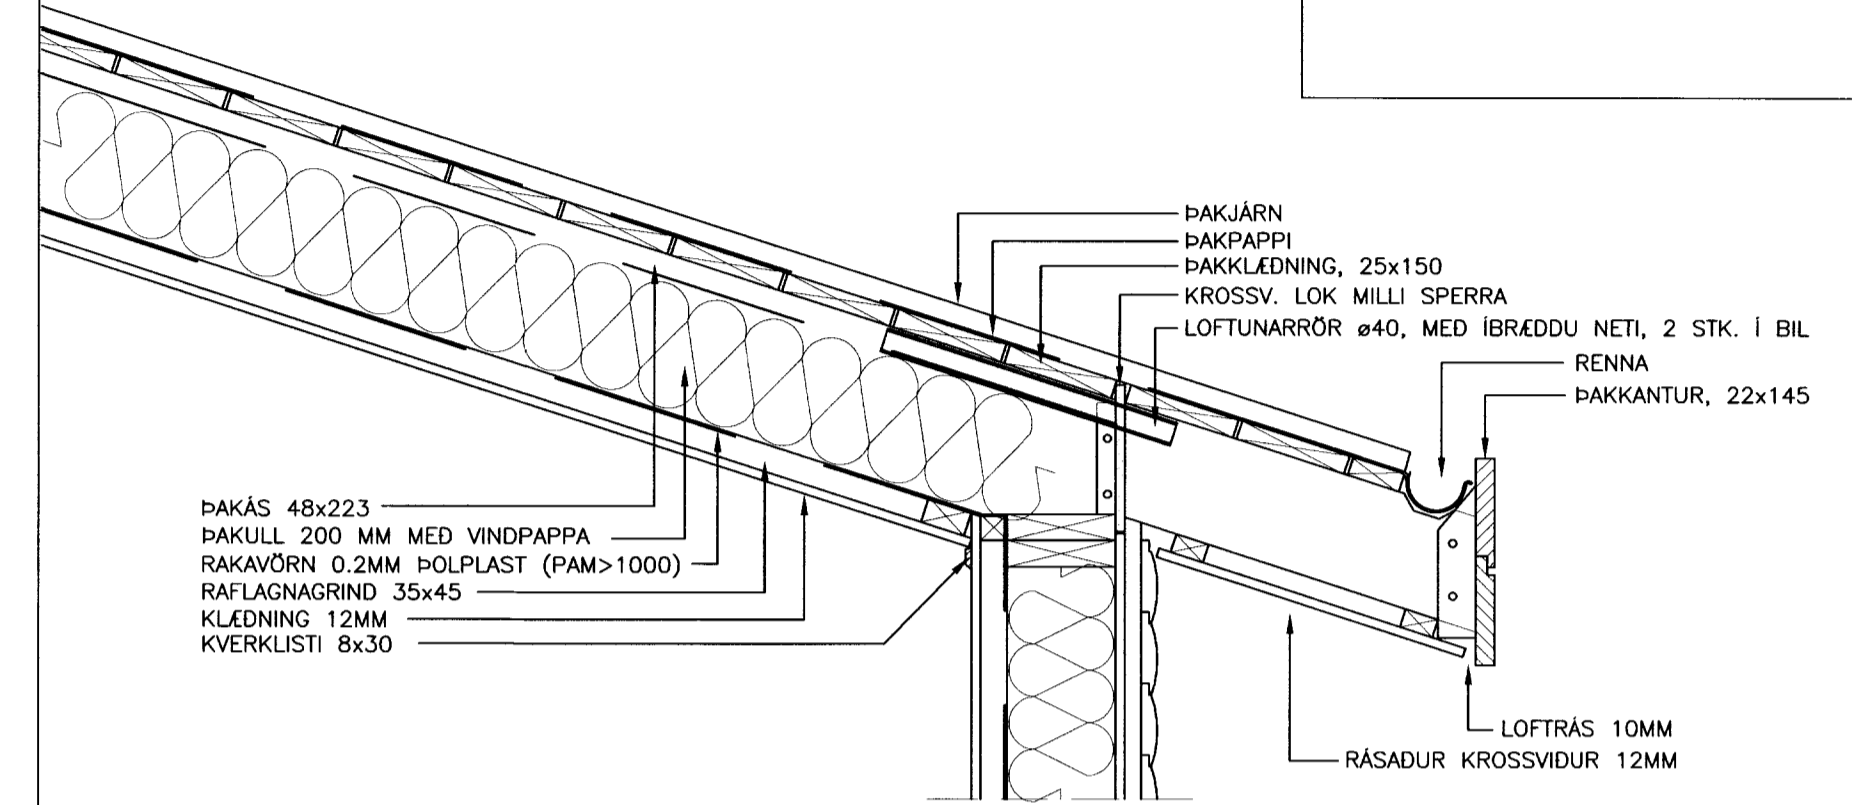 ÞAKJÁRN
ÞAKPAPPI
ÞAKKLÆÐNING, 25x150
KROSSV. LOK MILLI SPERRA
LOFTUNARRÖR ø40, MEÐ ÍBRÆDDU NETI, 2 STK. Í BIL
RENNA
ÞAKKANTUR, 22x145
ÞAKÁS 48x223
ÞAKULL 200 MM MEÐ VINDPAPPA
RAKAVÖRN 0.2MM ÞOLPLAST (PAM>1000)
RAFLAGNAGRIND 35x45
KLÆÐNING 12MM
KVERKLISTI 8x30
LOFTRÁS 10MM
RÁSAÐUR KROSSVIÐUR 12MM